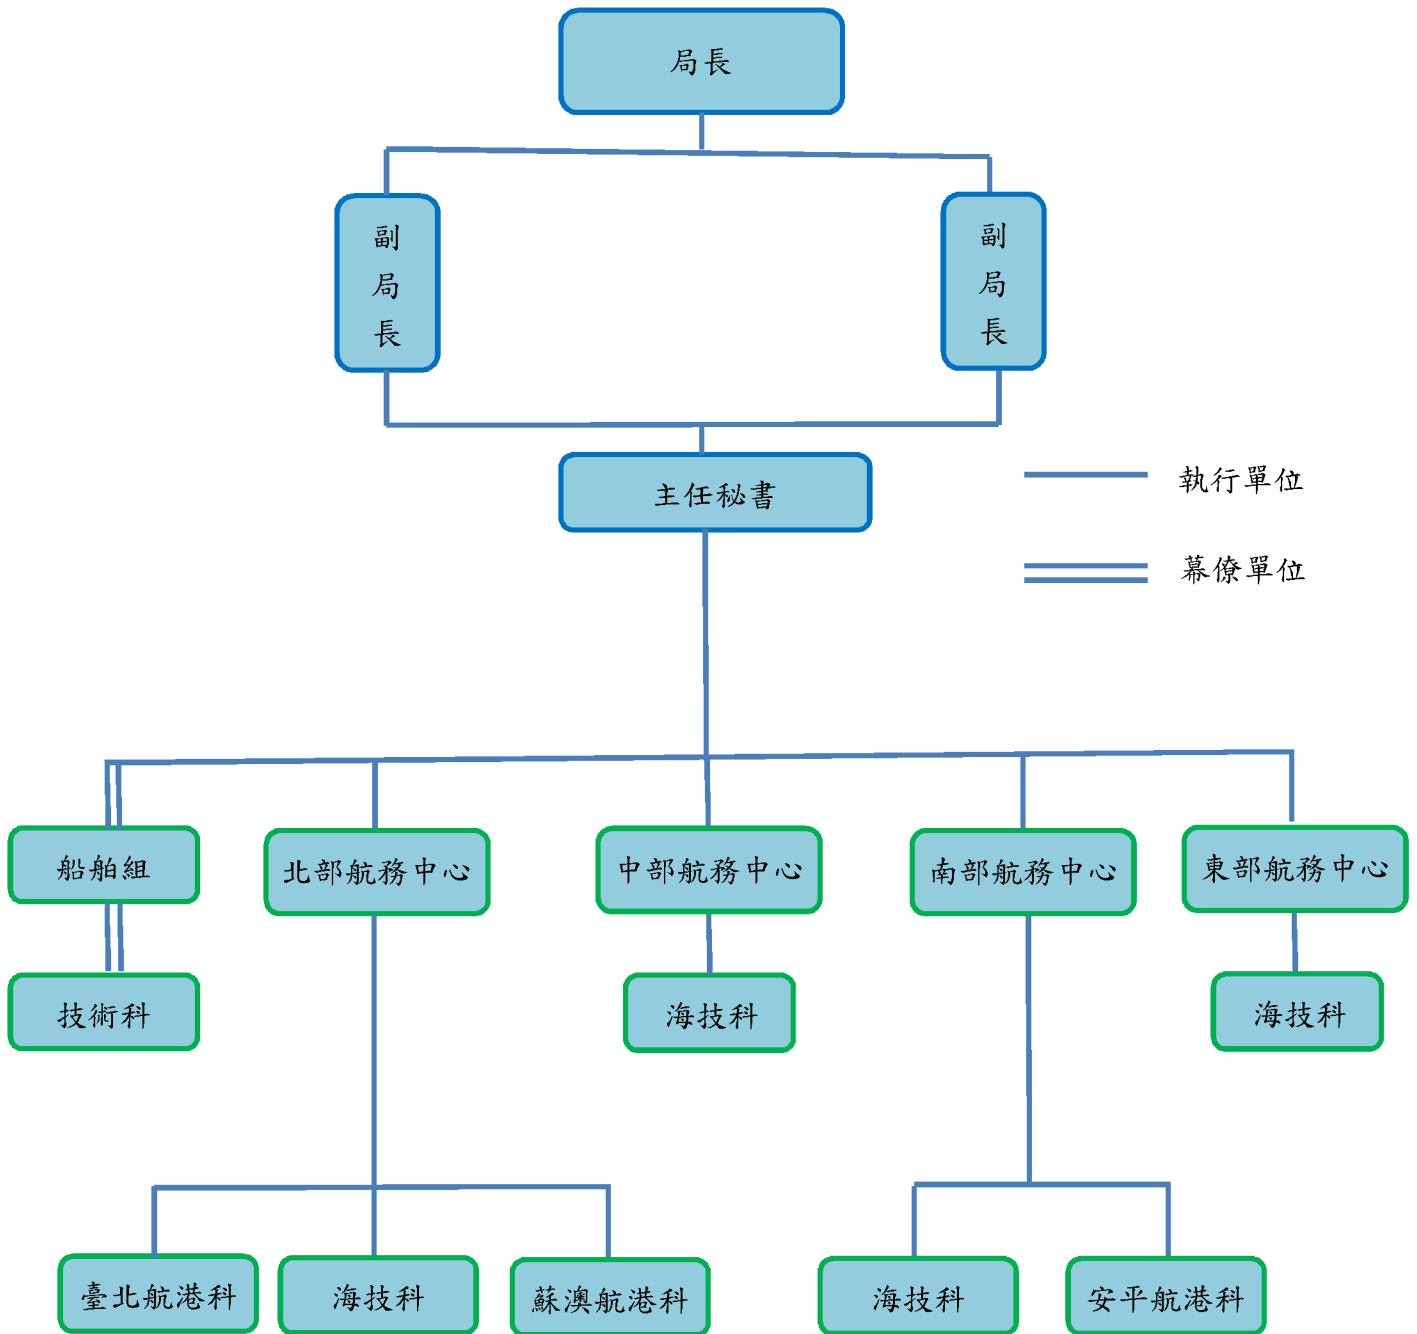 局長
副局長
副局長
主任秘書
執行單位
幕僚單位
船舶組
北部航務中心
中部航務中心
南部航務中心
東部航務中心
技術科
海技科
海技科
臺北航港科
海技科
蘇澳航港科
海技科
安平航港科